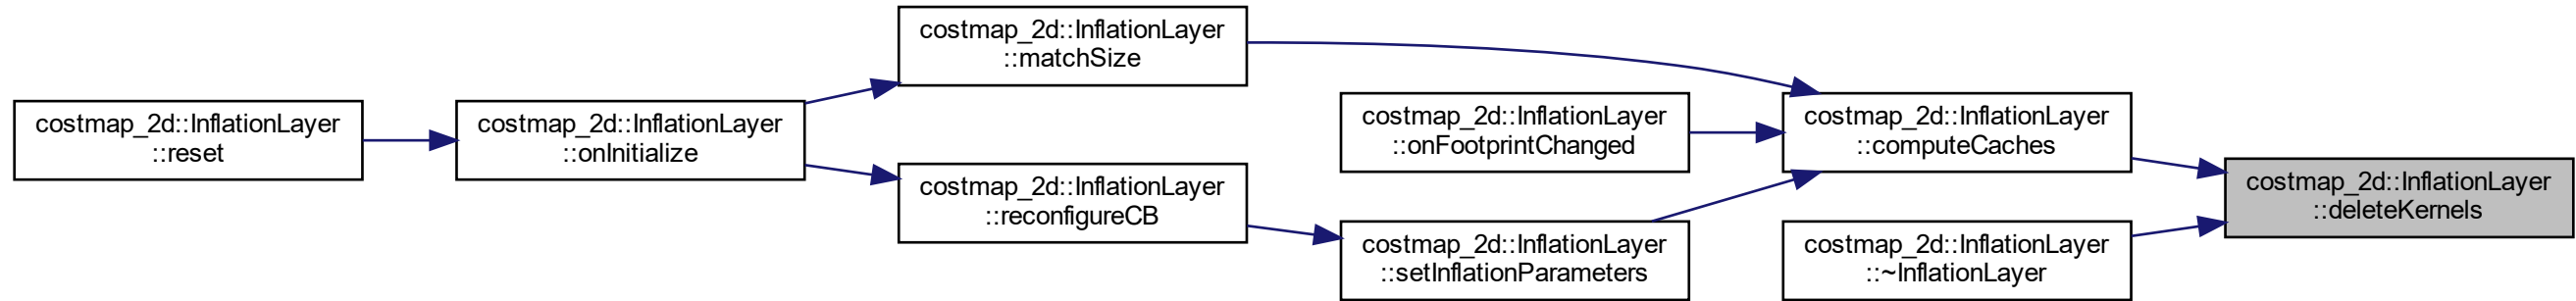 costmap_2d::InflationLayer
::reset
costmap_2d::InflationLayer
::onInitialize
costmap_2d::InflationLayer
::matchSize
costmap_2d::InflationLayer
::reconfigureCB
costmap_2d::InflationLayer
::onFootprintChanged
costmap_2d::InflationLayer
::setInflationParameters
costmap_2d::InflationLayer
::computeCaches
costmap_2d::InflationLayer
::~InflationLayer
costmap_2d::InflationLayer
::deleteKernels